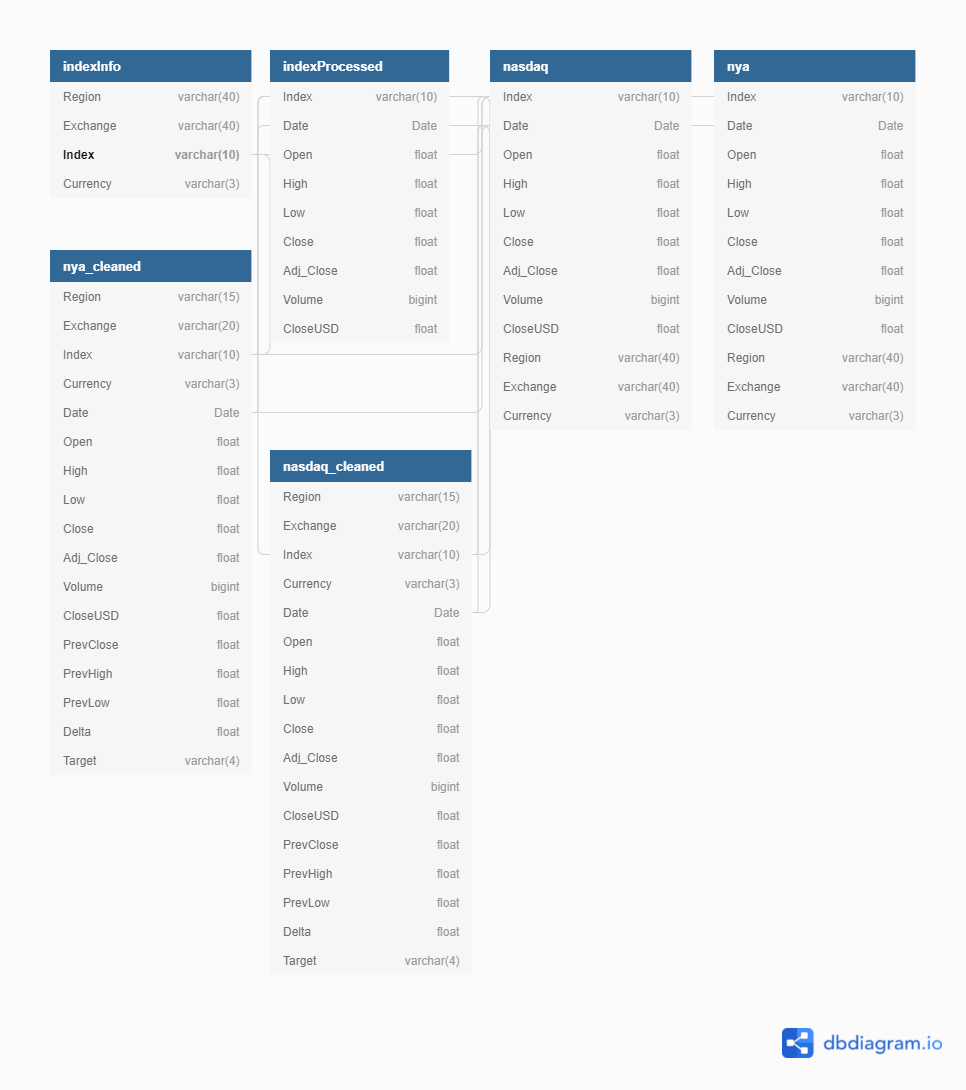 indexInfo
Region varchar(40)
Exchange varchar(40)
Index varchar(10)
Currency varchar(3)
indexProcessed
Index varchar(10)
Date Date
Open float
High float
Low float
Close float
Adj_Close float
Volume bigint
CloseUSD float
nasdaq
Index varchar(10)
Date Date
Open float
High float
Low float
Close float
Adj_Close float
Volume bigint
CloseUSD float
Region varchar(40)
Exchange varchar(40)
Currency varchar(3)
nya
Index varchar(10)
Date Date
Open float
High float
Low float
Close float
Adj_Close float
Volume bigint
CloseUSD float
Region varchar(40)
Exchange varchar(40)
Currency varchar(3)
nya_cleaned
Region varchar(15)
Exchange varchar(20)
Index varchar(10)
Currency varchar(3)
Date Date
Open float
High float
Low float
Close float
Adj_Close float
Volume bigint
CloseUSD float
PrevClose float
PrevHigh float
PrevLow float
Delta float
Target varchar(4)
nasdaq_cleaned
Region varchar(15)
Exchange varchar(20)
Index varchar(10)
Currency varchar(3)
Date Date
Open float
High float
Low float
Close float
Adj_Close float
Volume bigint
CloseUSD float
PrevClose float
PrevHigh float
PrevLow float
Delta float
Target varchar(4)
dbdiagram.io